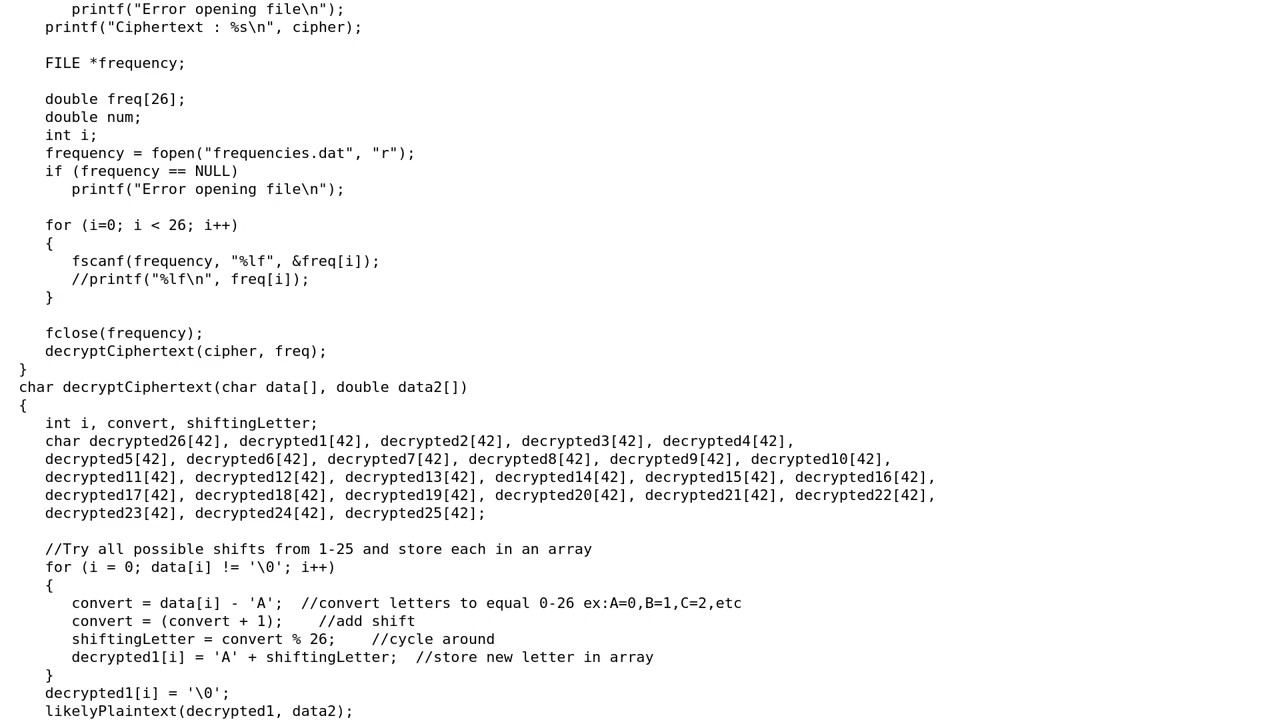 printf("Error opening file\n");
printf("Ciphertext : %s\n", cipher);
FILE *frequency;
double freq[26];
double num;
int i;
frequency = fopen("frequencies.dat", "r");
if (frequency == NULL)
printf("Error opening file\n");
for (i=0; i < 26; i++)
{
fscanf(frequency, "%lf", &freq[i]);
//printf("%lf\n", freq[i]);
}
fclose(frequency);
decryptCiphertext(cipher, freq);
}
char decryptCiphertext(char data[], double data2[])
{
int i, convert, shiftingLetter;
char decrypted26[42], decrypted1[42], decrypted2[42], decrypted3[42], decrypted4[42],
decrypted5[42], decrypted6[42], decrypted7[42], decrypted8[42], decrypted9[42], decrypted10[42],
decrypted11[42], decrypted12[42], decrypted13[42], decrypted14[42], decrypted15[42], decrypted16[42],
decrypted17[42], decrypted18[42], decrypted19[42], decrypted20[42], decrypted21[42], decrypted22[42],
decrypted23[42], decrypted24[42], decrypted25[42];
//Try all possible shifts from 1-25 and store each in an array
for (i = 0; data[i] != '\0'; i++)
{
convert = data[i] - 'A';  //convert letters to equal 0-26 ex:A=0,B=1,C=2,etc
convert = (convert + 1);    //add shift
shiftingLetter = convert % 26;    //cycle around
decrypted1[i] = 'A' + shiftingLetter;  //store new letter in array
}
decrypted1[i] = '\0';
likelyPlaintext(decrypted1, data2);